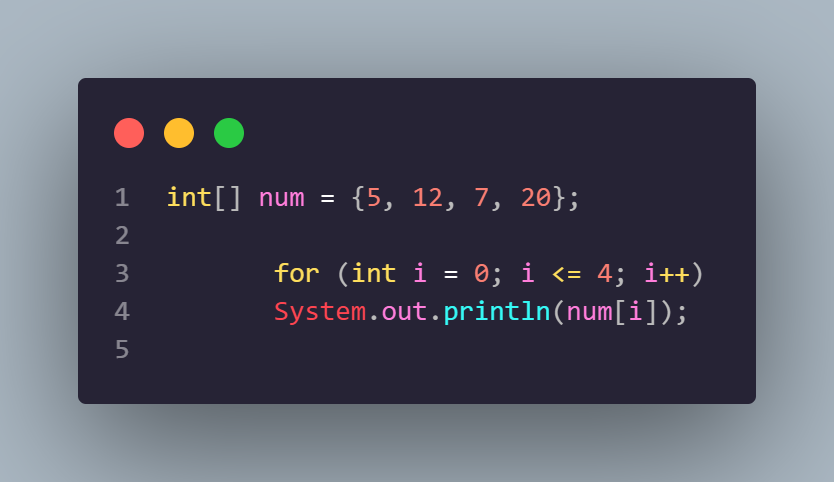 1 int[] num = {5, 12, 7, 20};
2
3 for (int i = 0; i <= 4; i++)
4 System.out.println(num[i]);
5